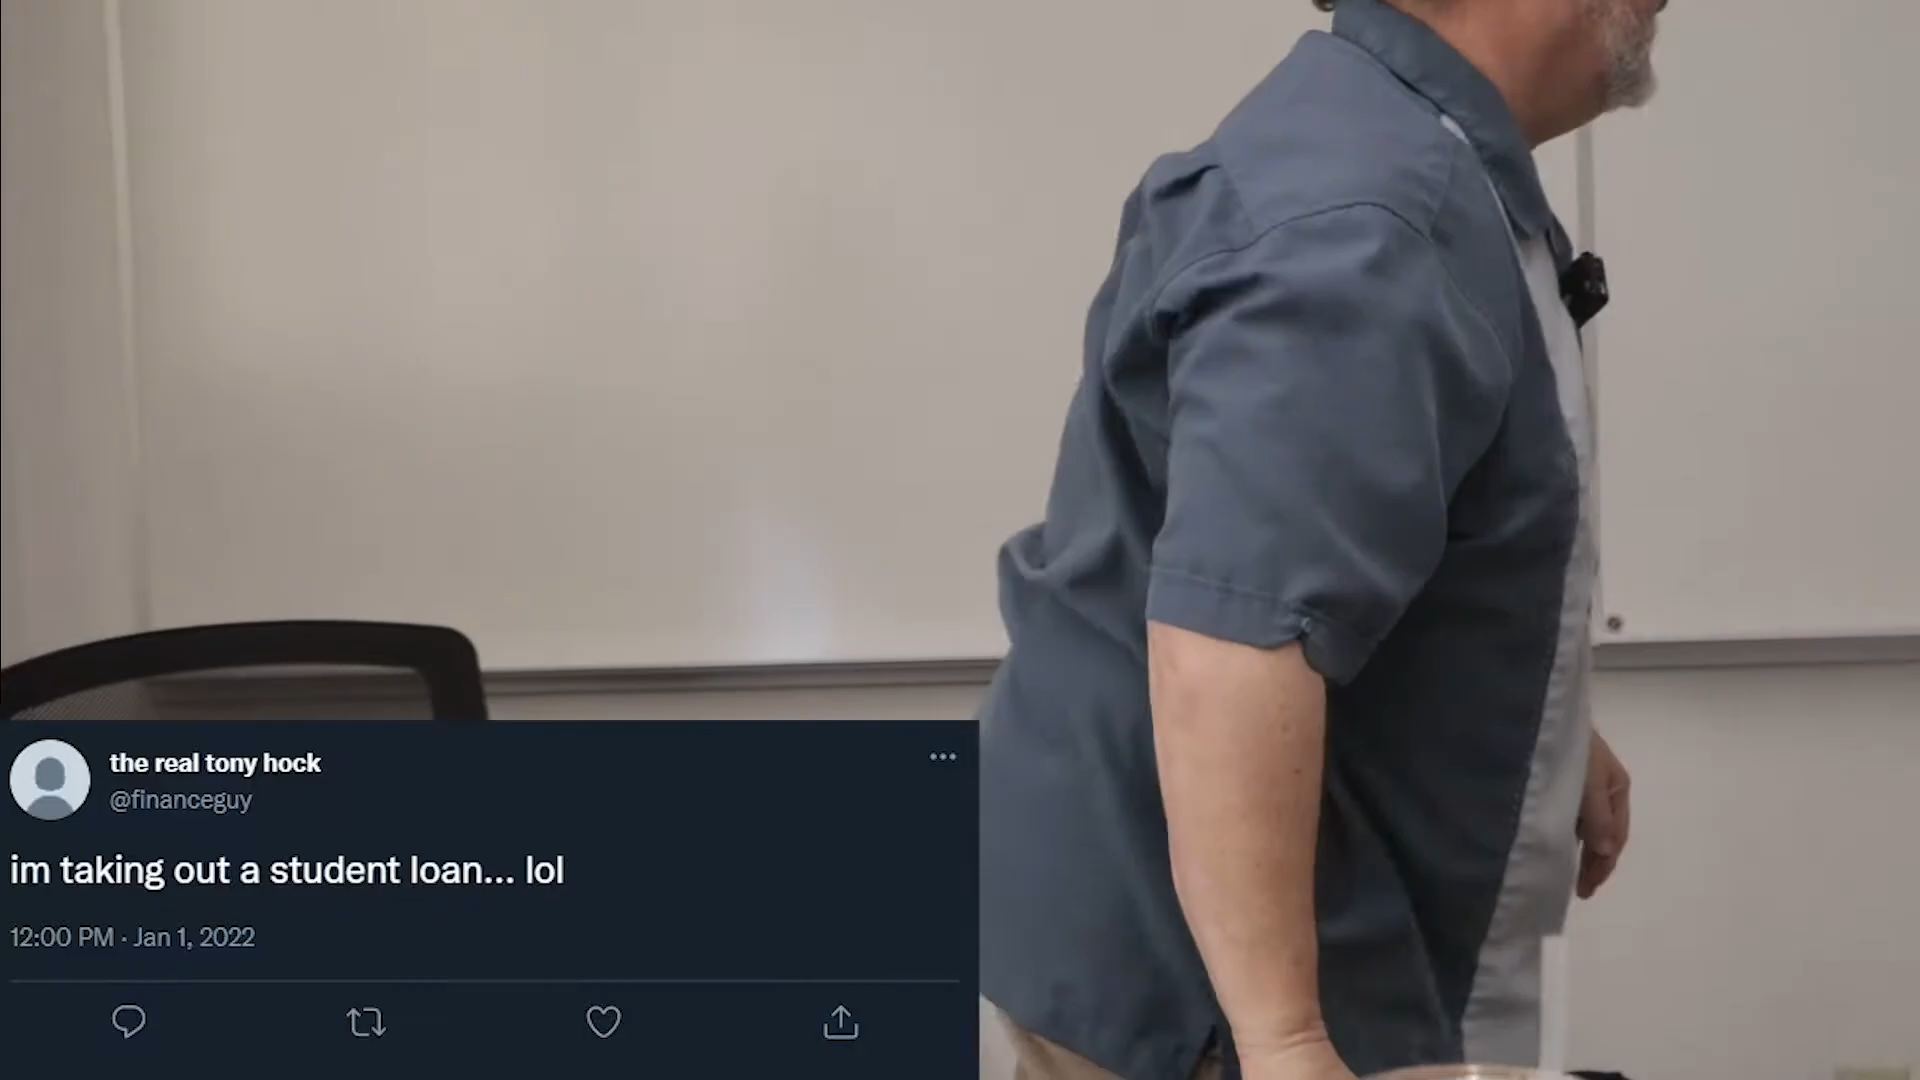 the real tony hock
@financeguy
im taking out a student loan... lol
12:00 PM · Jan 1, 2022